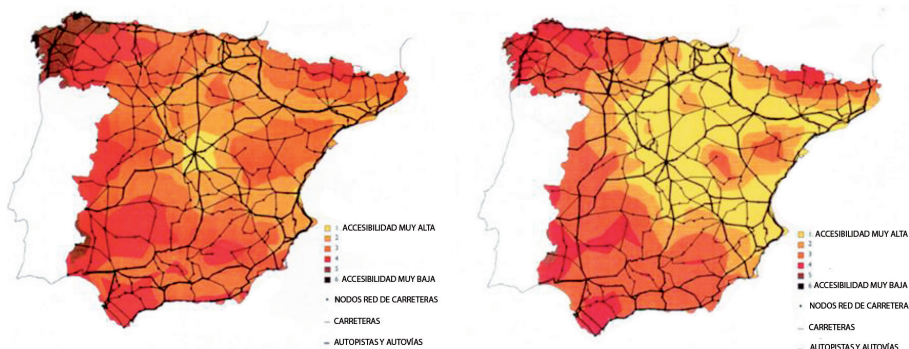 1 ACCESIBILIDAD MUY ALTA
2
3
4
5
6 ACCESIBILIDAD MUY BAJA
NODOS RED DE CARRETERAS
CARRETERAS
AUTOPISTAS Y AUTOVÍAS
1 ACCESIBILIDAD MUY ALTA
2
3
4
5
6 ACCESIBILIDAD MUY BAJA
NODOS RED DE CARRETERA
CARRETERAS
AUTOPISTAS Y AUTOVÍAS